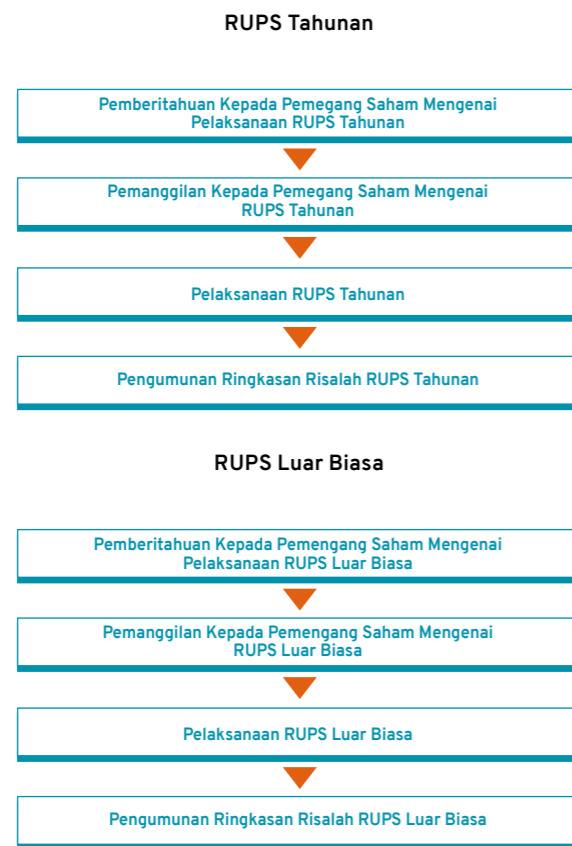 RUPS Tahunan
Pemberitahuan Kepada Pemegang Saham Mengenai
Pelaksanaan RUPS Tahunan
Pemanggilan Kepada Pemegang Saham Mengenai
RUPS Tahunan
Pelaksanaan RUPS Tahunan
Pengumunan Ringkasan Risalah RUPS Tahunan
RUPS Luar Biasa
Pemberitahuan Kepada Pemengang Saham Mengenai
Pelaksanaan RUPS Luar Biasa
Pemanggilan Kepada Pemengang Saham Mengenai
RUPS Luar Biasa
Pelaksanaan RUPS Luar Biasa
Pengumunan Ringkasan Risalah RUPS Luar Biasa